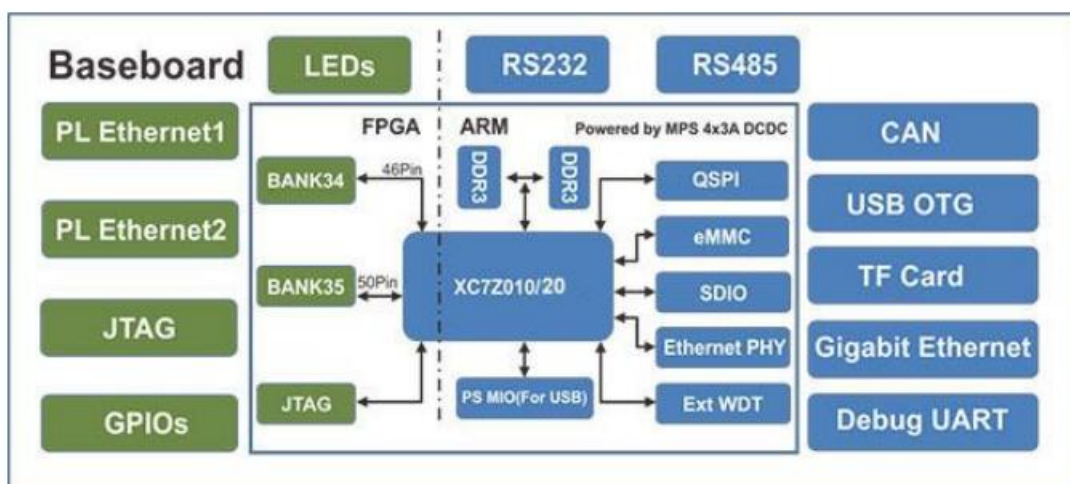 Baseboard
LEDs
RS232
RS485
PL Ethernet1
PL Ethernet2
JTAG
GPIOs
FPGA
ARM
Powered by MPS 4x3A DCDC
BANK34
46Pin
DDR3
DDR3
QSPI
eMMC
BANK35
50Pin
XC7Z010/20
SDIO
Ethernet PHY
JTAG
PS MIO(For USB)
Ext WDT
CAN
USB OTG
TF Card
Gigabit Ethernet
Debug UART